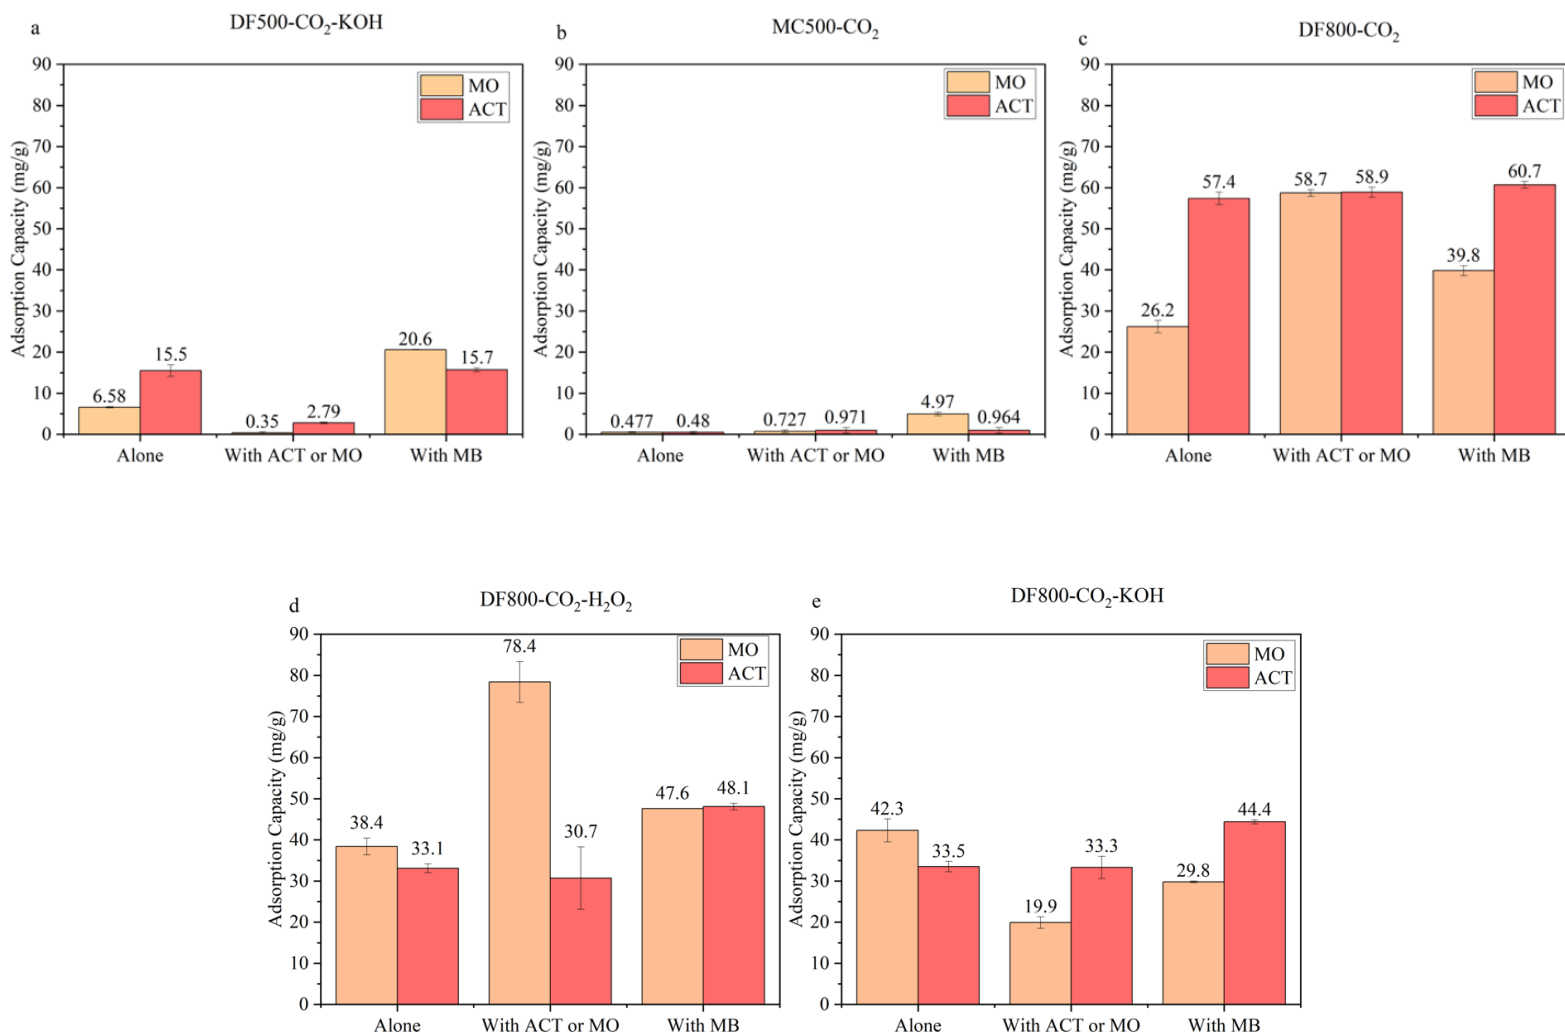 a
DF500-CO₂-KOH
MO
ACT
Adsorption Capacity (mg/g)
90
80
70
60
50
40
30
20
10
0
6.58
15.5
0.35
2.79
20.6
15.7
Alone
With ACT or MO
With MB
b
MC500-CO₂
MO
ACT
Adsorption Capacity (mg/g)
90
80
70
60
50
40
30
20
10
0
0.477
0.48
0.727
0.971
4.97
0.964
Alone
With ACT or MO
With MB
c
DF800-CO₂
MO
ACT
Adsorption Capacity (mg/g)
90
80
70
60
50
40
30
20
10
0
26.2
57.4
58.7
58.9
39.8
60.7
Alone
With ACT or MO
With MB
d
DF800-CO₂-H₂O₂
MO
ACT
Adsorption Capacity (mg/g)
90
80
70
60
50
40
30
20
10
0
38.4
33.1
78.4
30.7
47.6
48.1
Alone
With ACT or MO
With MB
e
DF800-CO₂-KOH
MO
ACT
Adsorption Capacity (mg/g)
90
80
70
60
50
40
30
20
10
0
42.3
33.5
19.9
33.3
29.8
44.4
Alone
With ACT or MO
With MB